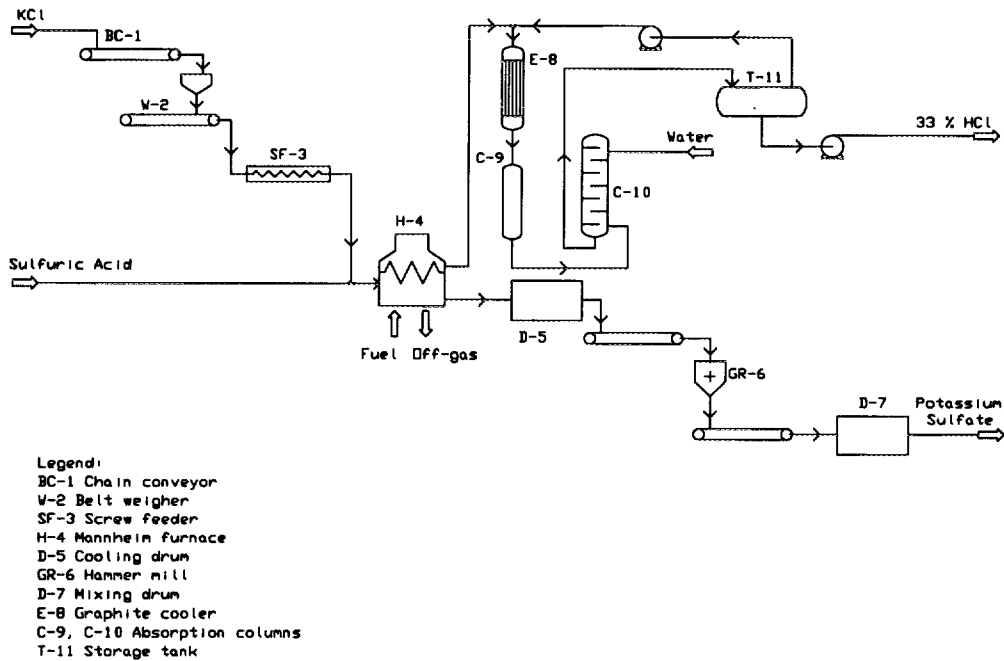 KCl
BC-1
W-2
SF-3
H-4
Sulfuric Acid
Fuel Off-gas
E-8
C-9
C-10
Water
T-11
33 % HCl
D-5
GR-6
D-7
Potassium
Sulfate
Legend:
BC-1 Chain conveyor
W-2 Belt weigher
SF-3 Screw feeder
H-4 Mannheim furnace
D-5 Cooling drum
GR-6 Hammer mill
D-7 Mixing drum
E-8 Graphite cooler
C-9, C-10 Absorption columns
T-11 Storage tank